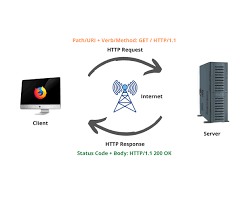 Path/URI + Verb/Method: GET / HTTP/1.1
HTTP Request
Internet
Client
Server
HTTP Response
Status Code + Body: HTTP/1.1 200 OK